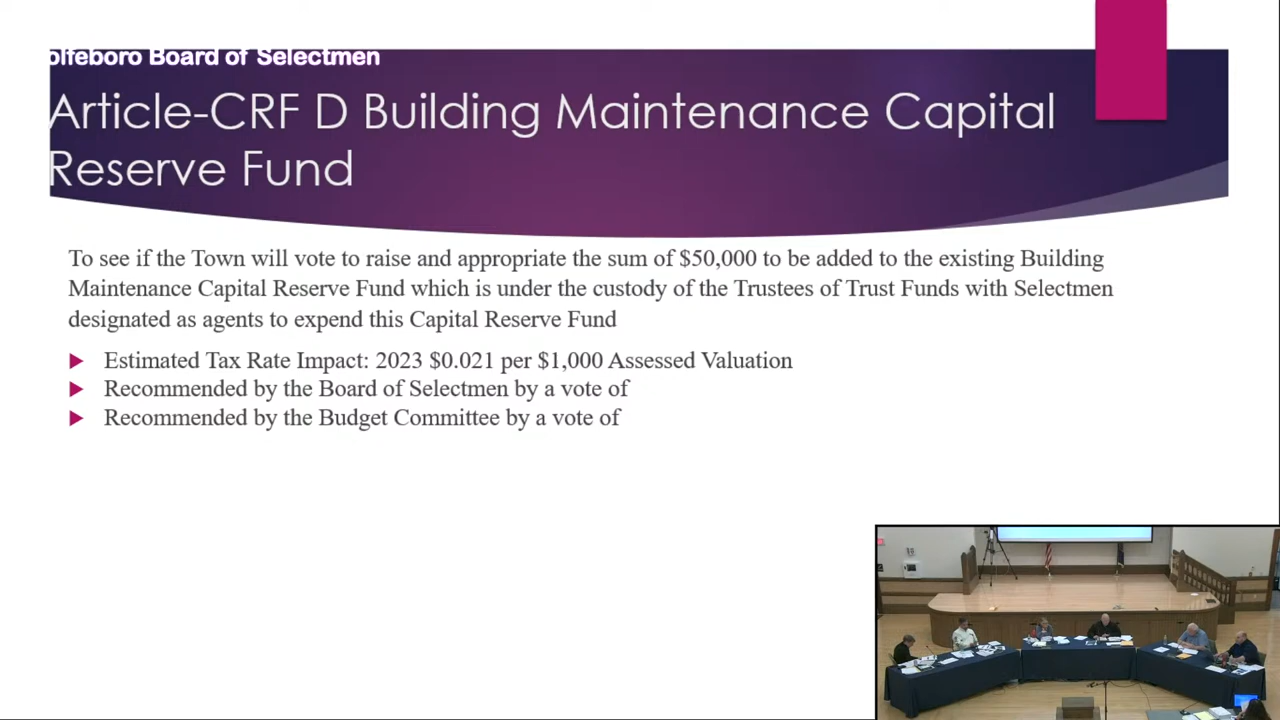 olfeboro Board of Selectmen
Article-CRF D Building Maintenance Capital
Reserve Fund
To see if the Town will vote to raise and appropriate the sum of $50,000 to be added to the existing Building
Maintenance Capital Reserve Fund which is under the custody of the Trustees of Trust Funds with Selectmen
designated as agents to expend this Capital Reserve Fund
Estimated Tax Rate Impact: 2023 $0.021 per $1,000 Assessed Valuation
Recommended by the Board of Selectmen by a vote of
Recommended by the Budget Committee by a vote of